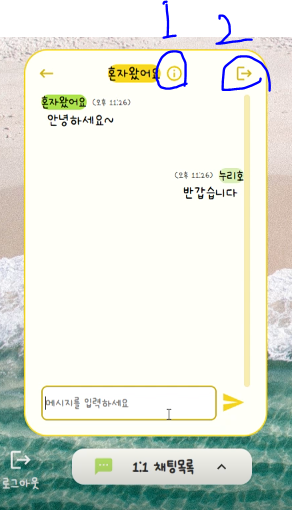 1 2
혼자왔어요
혼자왔어요 (오후 11:26)
안녕하세요~
(오후 11:26) 누리호
반갑습니다
메시지를 입력하세요
로그아웃
1:1 채팅목록